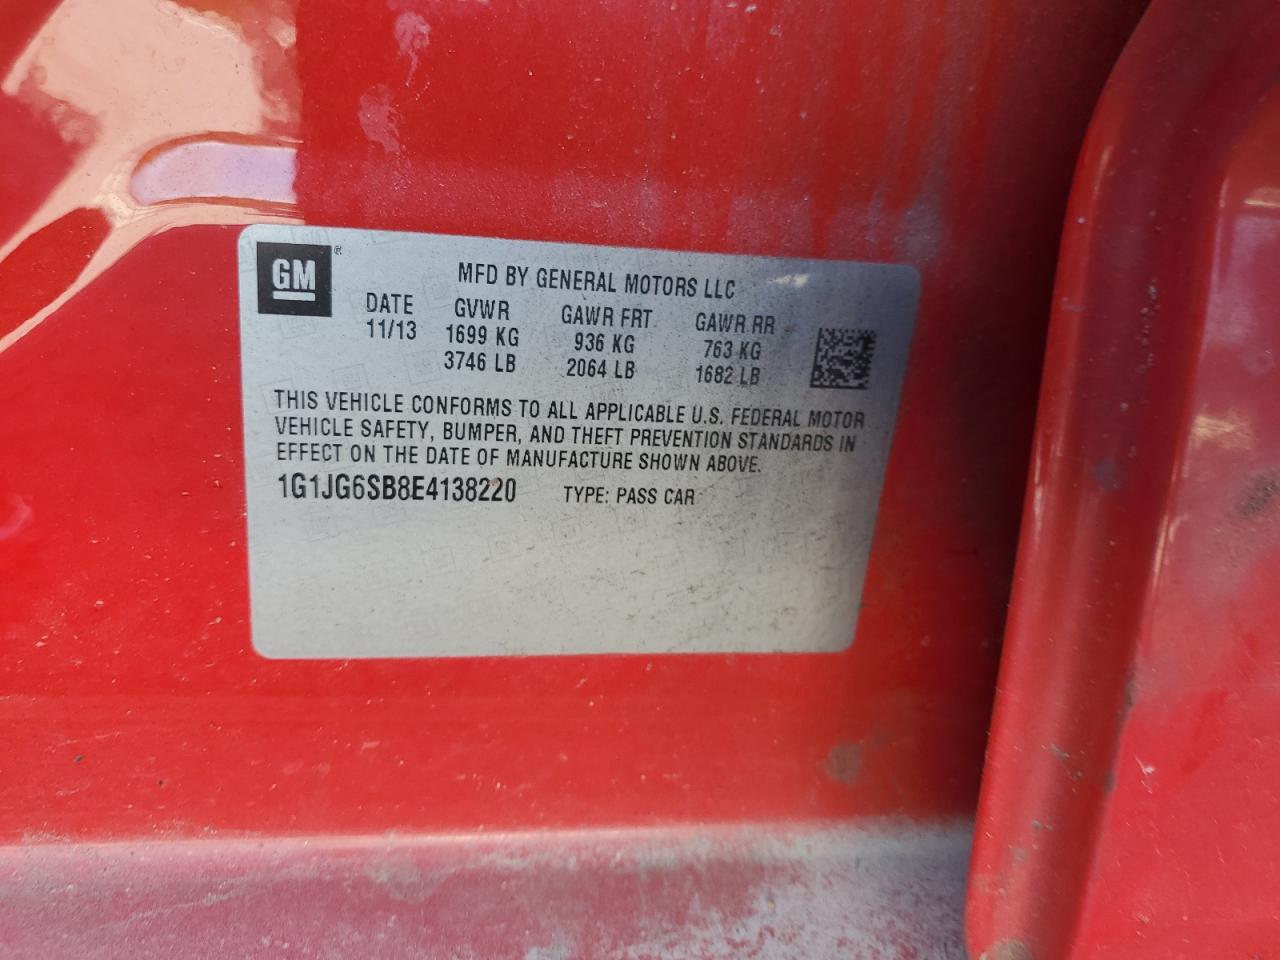 GM ®
MFD BY GENERAL MOTORS LLC
DATE GVWR GAWR FRT GAWR RR
11/13 1699 KG 936 KG 763 KG
3746 LB 2064 LB 1682 LB
THIS VEHICLE CONFORMS TO ALL APPLICABLE U.S. FEDERAL MOTOR
VEHICLE SAFETY, BUMPER, AND THEFT PREVENTION STANDARDS IN
EFFECT ON THE DATE OF MANUFACTURE SHOWN ABOVE.
1G1JG6SB8E4138220 TYPE: PASS CAR